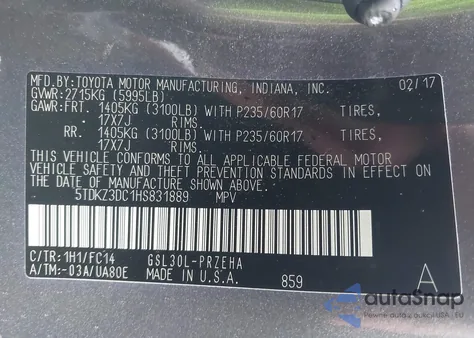 MFD.BY:TOYOTA MOTOR MANUFACTURING, INDIANA, INC. 02/17
GVWR:2715KG (5995LB)
GAWR:FRT. 1405KG (3100LB) WITH P235/60R17 TIRES,
- 17X7J RIMS.
RR. 1405KG (3100LB) WITH P235/60R17 TIRES,
- 17X7J RIMS.
THIS VEHICLE CONFORMS TO ALL APPLICABLE FEDERAL MOTOR
VEHICLE SAFETY AND THEFT PREVENTION STANDARDS IN EFFECT
ON THE DATE OF MANUFACTURE SHOWN ABOVE.
5TDKZ3DC1HS831889 MPV
C/TR:1H1/FC14 GSL30L-PRZEHA
A/TM:-03A/UA80E MADE IN U.S.A. 859 A
autoSnap